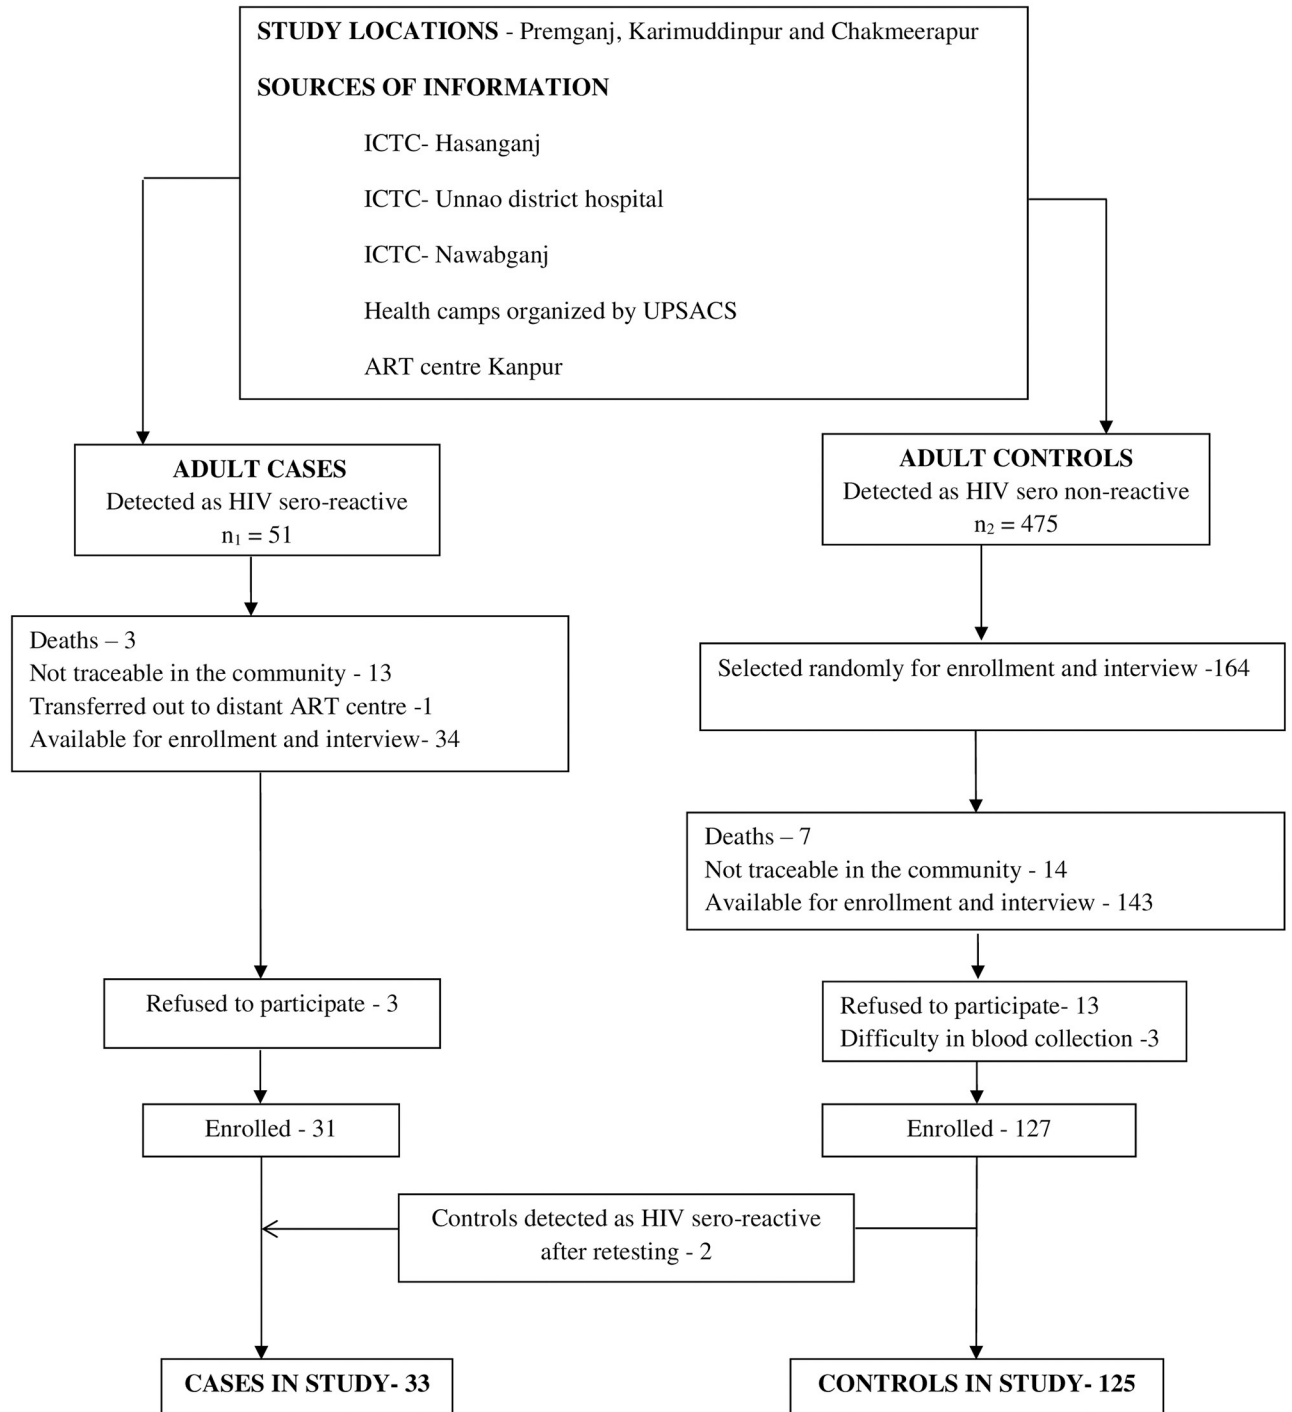 STUDY LOCATIONS - Premganj, Karimuddinpur and Chakmeerapur
SOURCES OF INFORMATION
ICTC- Hasanganj
ICTC- Unnao district hospital
ICTC- Nawabganj
Health camps organized by UPSACS
ART centre Kanpur
ADULT CASES
Detected as HIV sero-reactive
n₁ = 51
ADULT CONTROLS
Detected as HIV sero non-reactive
n₂ = 475
Deaths – 3
Not traceable in the community - 13
Transferred out to distant ART centre -1
Available for enrollment and interview- 34
Selected randomly for enrollment and interview -164
Deaths – 7
Not traceable in the community - 14
Available for enrollment and interview - 143
Refused to participate - 3
Refused to participate- 13
Difficulty in blood collection -3
Enrolled - 31
Enrolled - 127
Controls detected as HIV sero-reactive
after retesting - 2
CASES IN STUDY- 33
CONTROLS IN STUDY- 125